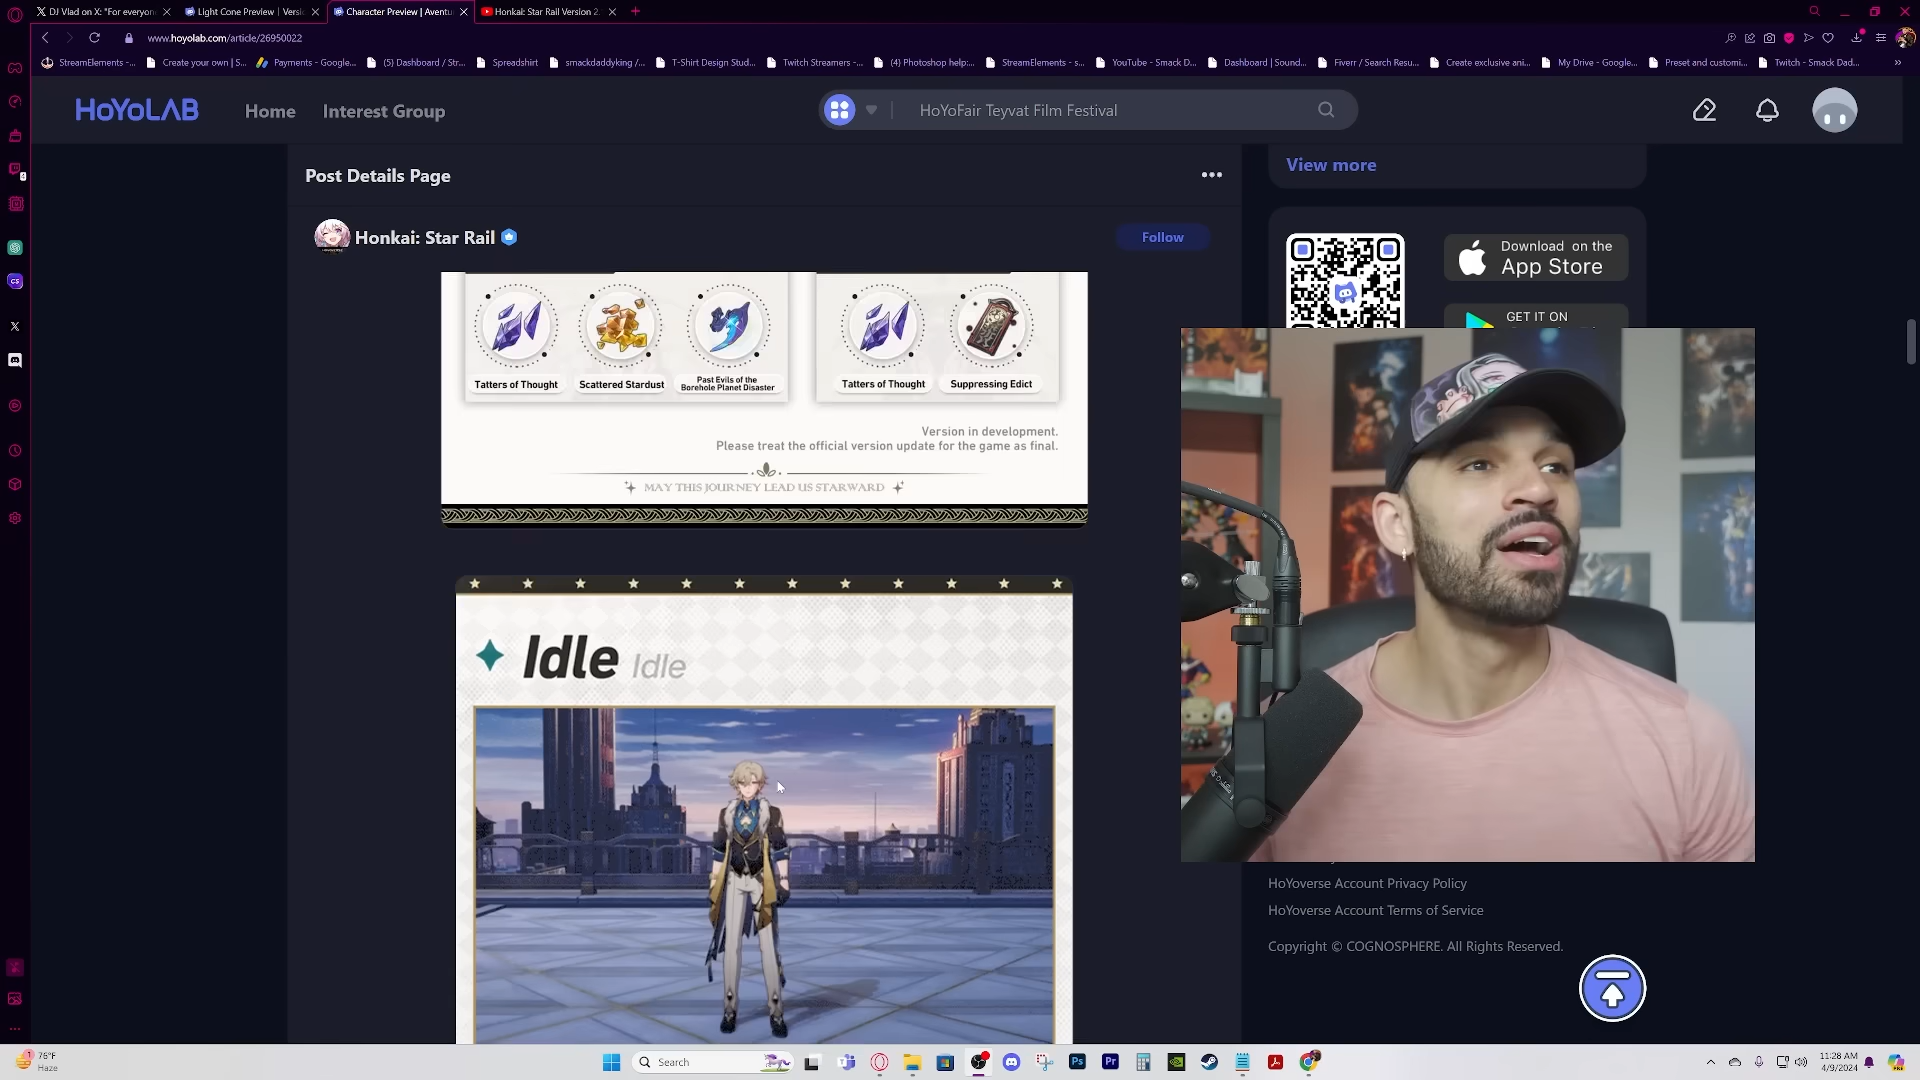 DJ Vlad on X: "For everyon
Light Cone Preview | Versio
Character Preview | Aventu
Honkai: Star Rail Version 2.
www.hoyolab.com/article/26950022
StreamElements -...
Create your own | S...
Payments - Google...
(5) Dashboard / Str...
Spreadshirt
smackdaddyking /...
T-Shirt Design Stud...
Twitch Streamers -...
(4) Photoshop help:...
StreamElements - s...
YouTube - Smack D...
Dashboard | Sound...
Fiverr / Search Resu...
Create exclusive ani...
My Drive - Google...
Preset and customi...
Twitch - Smack Dad...
HoYoLAB
Home
Interest Group
HoYoFair Teyvat Film Festival
Post Details Page
View more
Honkai: Star Rail
Follow
Download on the
App Store
GET IT ON
Tatters of Thought
Scattered Stardust
Past Evils of the
Borehole Planet Disaster
Tatters of Thought
Suppressing Edict
Version in development.
Please treat the official version update for the game as final.
MAY THIS JOURNEY LEAD US STARWARD
Idle Idle
HoYoverse Account Privacy Policy
HoYoverse Account Terms of Service
Copyright © COGNOSPHERE. All Rights Reserved.
76°F
Haze
Search
11:28 AM
4/9/2024